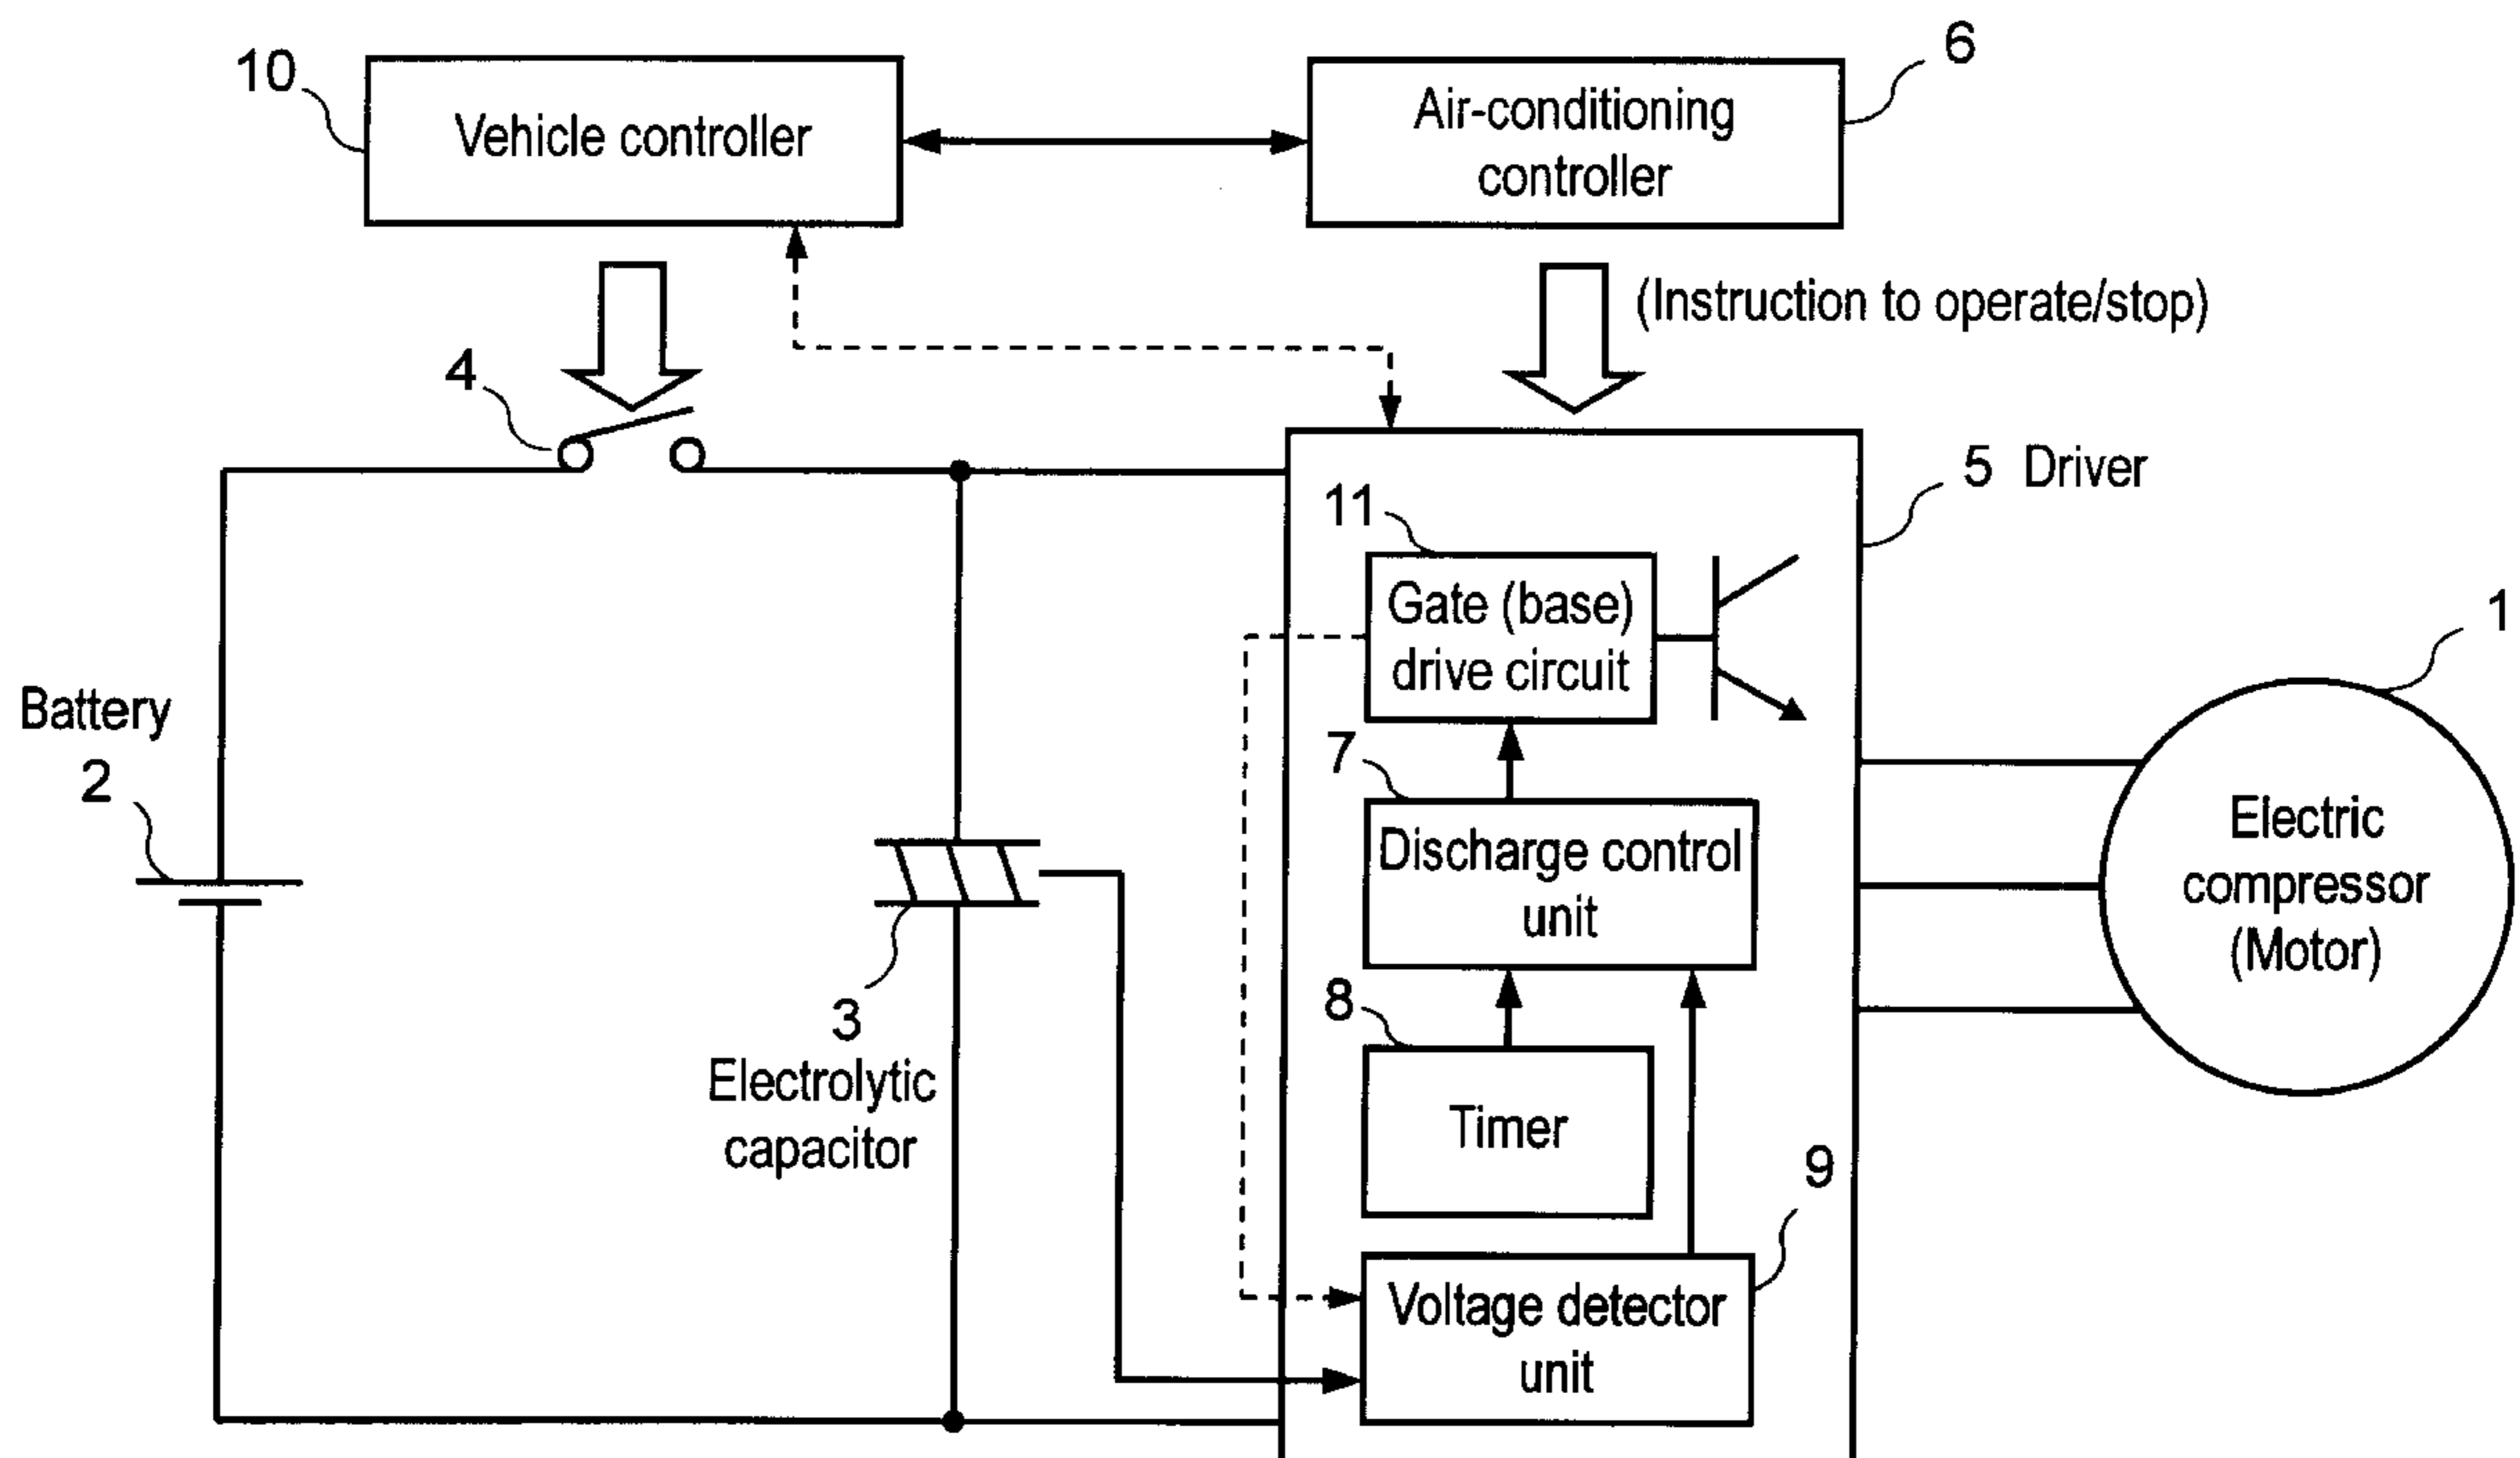 10
Vehicle controller
6
Air-conditioning
controller
(Instruction to operate/stop)
4
5 Driver
11
Gate (base)
drive circuit
1
Battery
2
7
Discharge control
unit
Electric
compressor
(Motor)
3
Electrolytic
capacitor
8
Timer
9
Voltage detector
unit